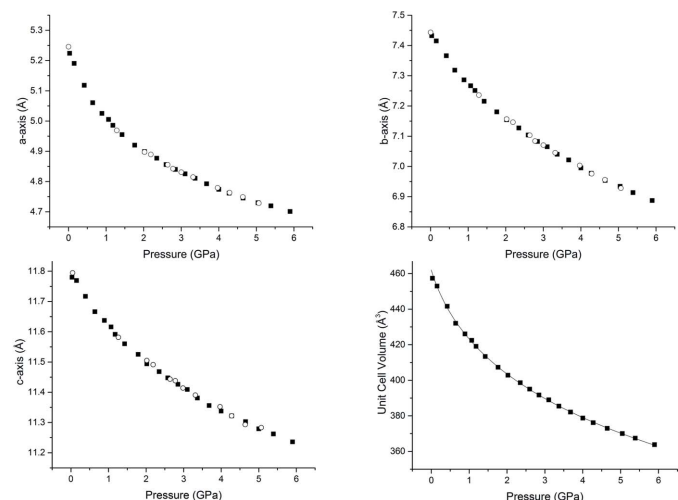 5.3
5.2
5.1
5.0
4.9
4.8
4.7
a-axis (Å)
0 1 2 3 4 5 6
Pressure (GPa)
7.5
7.4
7.3
7.2
7.1
7.0
6.9
6.8
b-axis (Å)
0 1 2 3 4 5 6
Pressure (GPa)
11.8
11.7
11.6
11.5
11.4
11.3
11.2
c-axis (Å)
0 1 2 3 4 5 6
Pressure (GPa)
460
440
420
400
380
360
Unit Cell Volume (Å³)
0 1 2 3 4 5 6
Pressure (GPa)